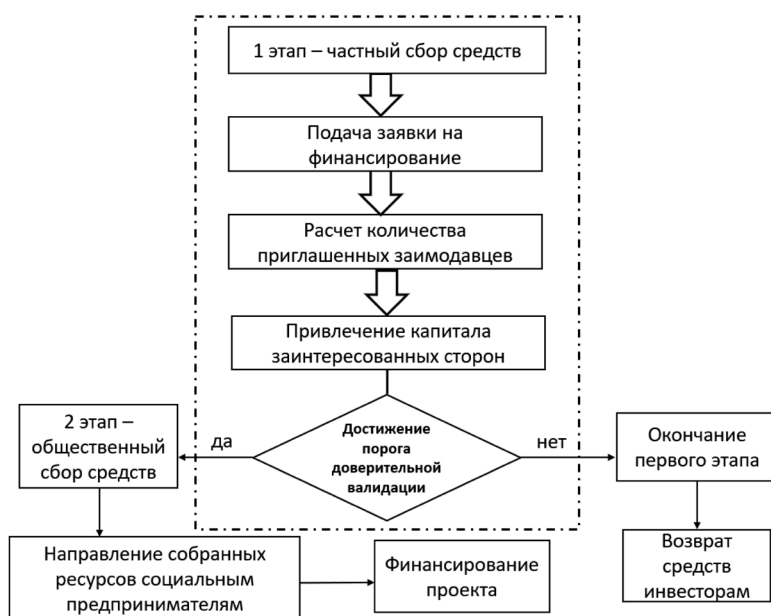 1 этап – частный сбор средств
Подача заявки на
финансирование
Расчет количества
приглашенных заимодавцев
Привлечение капитала
заинтересованных сторон
Достижение
порога
доверительной
валидации
да
нет
2 этап –
общественный
сбор средств
Окончание
первого этапа
Направление собранных
ресурсов социальным
предпринимателям
Финансирование
проекта
Возврат
средств
инвесторам